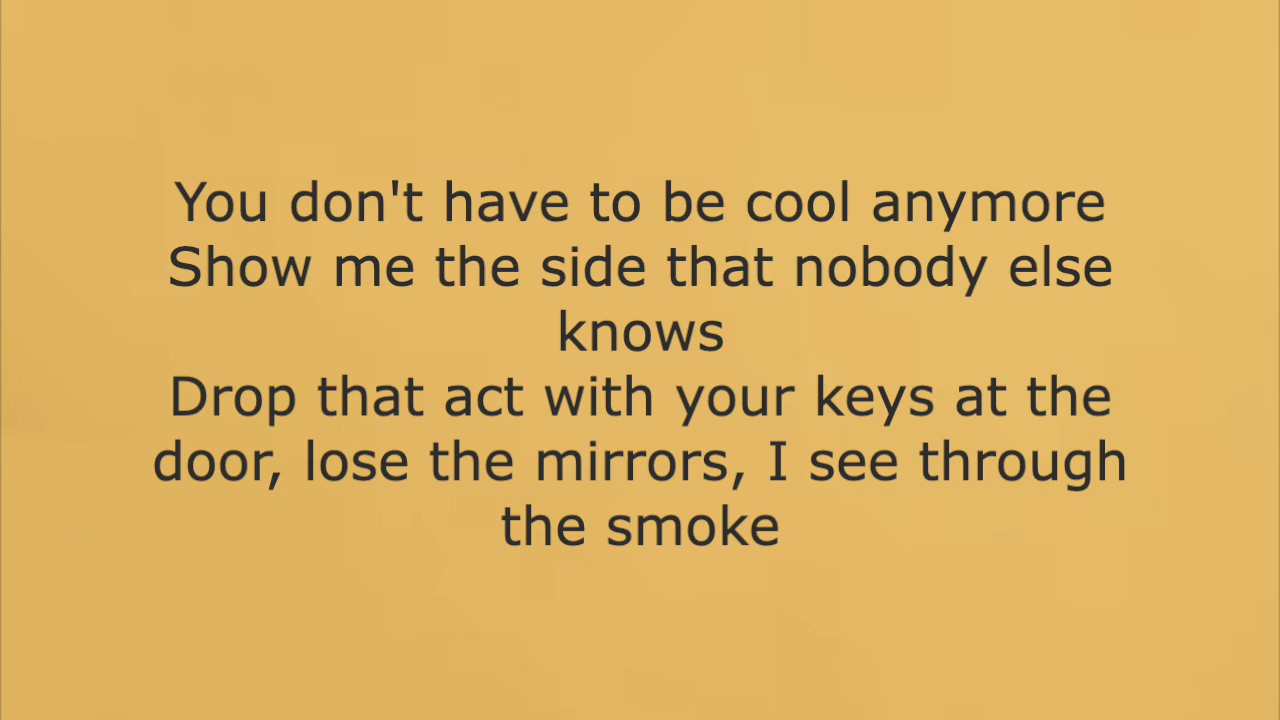 You don't have to be cool anymore
Show me the side that nobody else
knows
Drop that act with your keys at the
door, lose the mirrors, I see through
the smoke